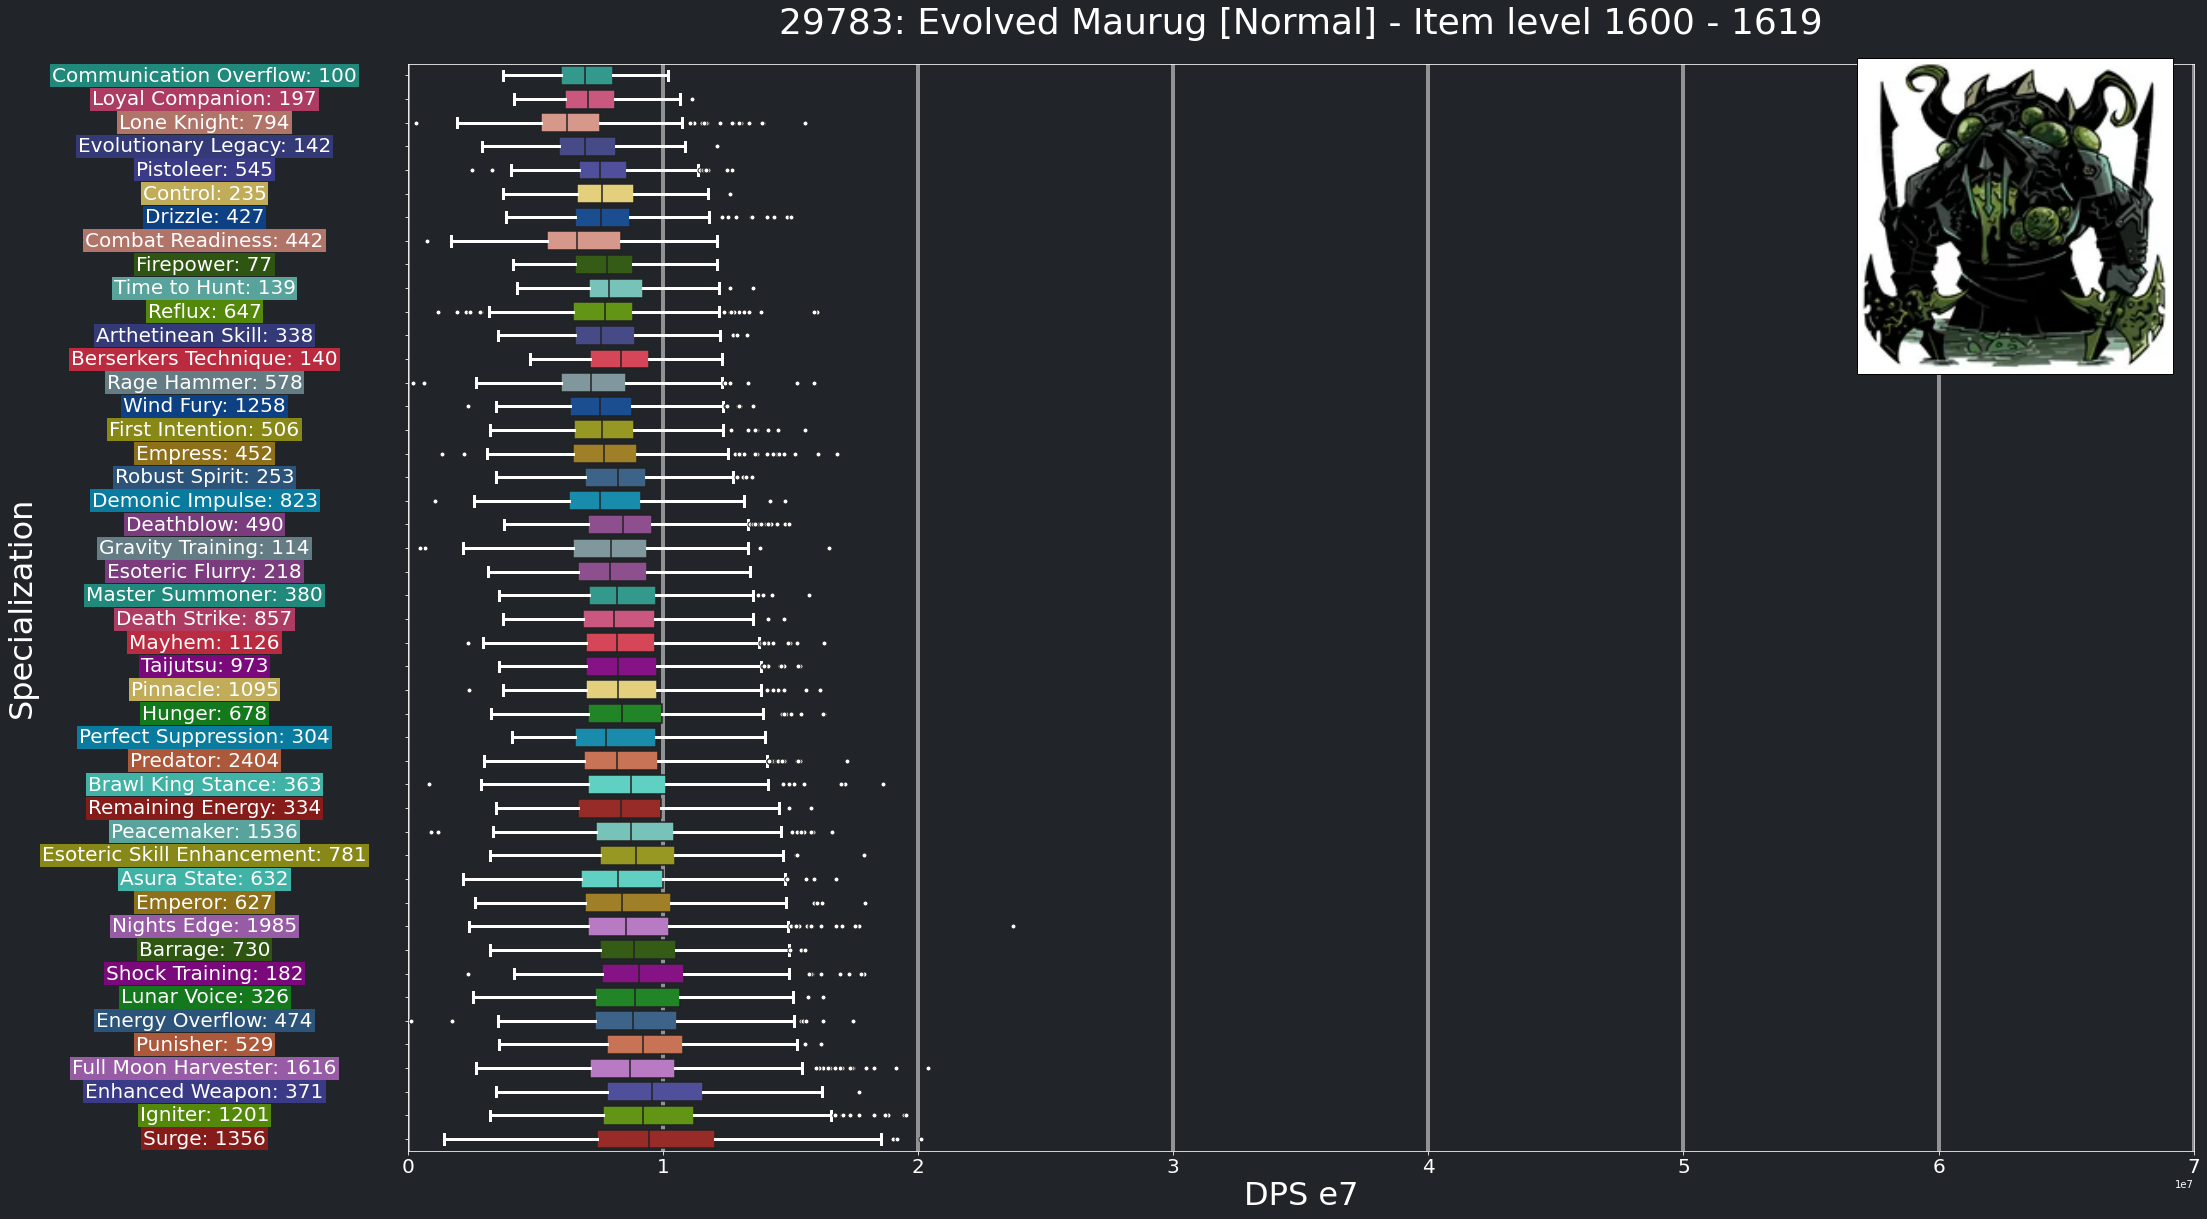 29783: Evolved Maurug [Normal] - Item level 1600 - 1619
Communication Overflow: 100
Loyal Companion: 197
Lone Knight: 794
Evolutionary Legacy: 142
Pistoleer: 545
Control: 235
Drizzle: 427
Combat Readiness: 442
Firepower: 77
Time to Hunt: 139
Reflux: 647
Arthetinean Skill: 338
Berserkers Technique: 140
Rage Hammer: 578
Wind Fury: 1258
First Intention: 506
Empress: 452
Robust Spirit: 253
Demonic Impulse: 823
Deathblow: 490
Gravity Training: 114
Esoteric Flurry: 218
Master Summoner: 380
Death Strike: 857
Mayhem: 1126
Taijutsu: 973
Pinnacle: 1095
Hunger: 678
Perfect Suppression: 304
Predator: 2404
Brawl King Stance: 363
Remaining Energy: 334
Peacemaker: 1536
Esoteric Skill Enhancement: 781
Asura State: 632
Emperor: 627
Nights Edge: 1985
Barrage: 730
Shock Training: 182
Lunar Voice: 326
Energy Overflow: 474
Punisher: 529
Full Moon Harvester: 1616
Enhanced Weapon: 371
Igniter: 1201
Surge: 1356
Specialization
0 1 2 3 4 5 6 7
1e7
DPS e7